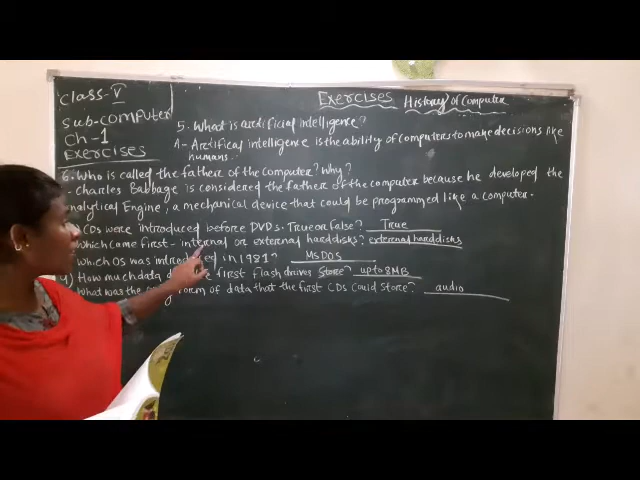 Class - V
Sub - computer
Ch - 1
Exercises
Exercises History of Computer
5. What is artificial intelligence?
A - Arctificial intelligence is the ability of computers to make decisions like
humans.
6. Who is called the father of the Computer? Why?
- Charles Babbage is considered the father of the computer because he developed the
Analytical Engine, a mechanical device that could be programmed like a computer.
CDs were introduced before DVDs. True or false? True
Which came first - internal or external harddisks? external harddisks
Which OS was introduced in 1981? MSDOS
4) How much data first flash drives store? up to 8MB
What was the form of data that the first CDs could store? audio